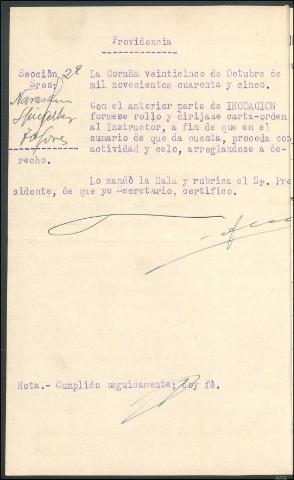 Providencia
Sección 2ª La Coruña veinticinco de Octubre de
Sres. mil novecientos cuarenta y cinco.
Con el anterior parte de INCOACION
formese rollo y dirijase carta-orden
al Instructor, a fin de que en el
sumario de que da cuenta, proceda con
actividad y celo, arreglandose a de-
recho.
Lo mandó la Sala y rubrica el Sr. Pre
sidente, de que yo Secretario, certifico.
Nota.- Cumplido seguidamente; doy fè.